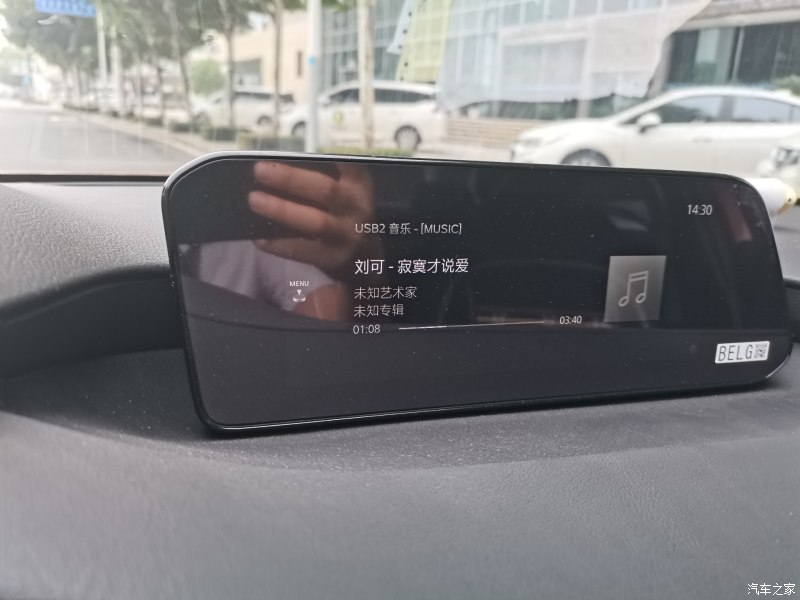 14:30
USB2 音乐 - [MUSIC]
刘可 - 寂寞才说爱
MENU
未知艺术家
未知专辑
01:08
03:40
BELG
汽车之家